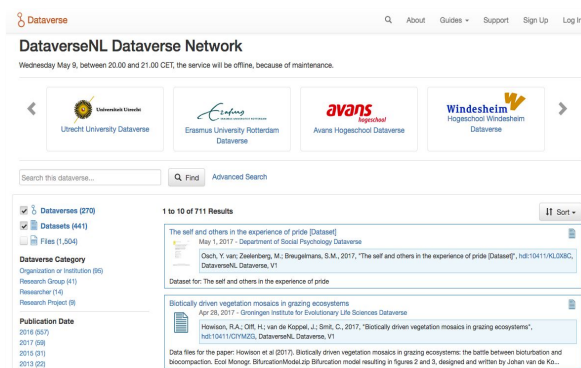 Dataverse
About Guides Support Sign Up Log In
DataverseNL Dataverse Network
Wednesday May 9, between 20.00 and 21.00 CET, the service will be offline, because of maintenance.
Universiteit Utrecht
Utrecht University Dataverse
Erasmus
ERASMUS UNIVERSITEIT ROTTERDAM
Erasmus University Rotterdam
Dataverse
avans
hogeschool
Avans Hogeschool Dataverse
Windesheim
Hogeschool Windesheim
Dataverse
Search this dataverse...
Find
Advanced Search
Dataverses (270)
Datasets (441)
Files (1,504)
Dataverse Category
Organization or Institution (95)
Research Group (41)
Researcher (14)
Research Project (9)
Publication Date
2016 (557)
2017 (59)
2015 (31)
2013 (22)
1 to 10 of 711 Results
Sort
The self and others in the experience of pride [Dataset]
May 1, 2017 - Department of Social Psychology Dataverse
Osch, Y. van; Zeelenberg, M.; Breugelmans, S.M., 2017, "The self and others in the experience of pride [Dataset]", hdl:10411/KL0X8C,
DataverseNL Dataverse, V1
Dataset for: The self and others in the experience of pride
Biotically driven vegetation mosaics in grazing ecosystems
Apr 28, 2017 - Groningen Institute for Evolutionary Life Sciences Dataverse
Howison, R.A.; Olff, H.; van de Koppel, J.; Smit, C., 2017, "Biotically driven vegetation mosaics in grazing ecosystems",
hdl:10411/CIYMZG, DataverseNL Dataverse, V1
Data files for the paper: Howison et al (2017). Biotically driven vegetation mosaics in grazing ecosystems: the battle between bioturbation and
biocompaction. Ecol Monogr. BifurcationModel.zip Bifurcation model resulting in figures 2 and 3, designed and written by Johan van de Ko...